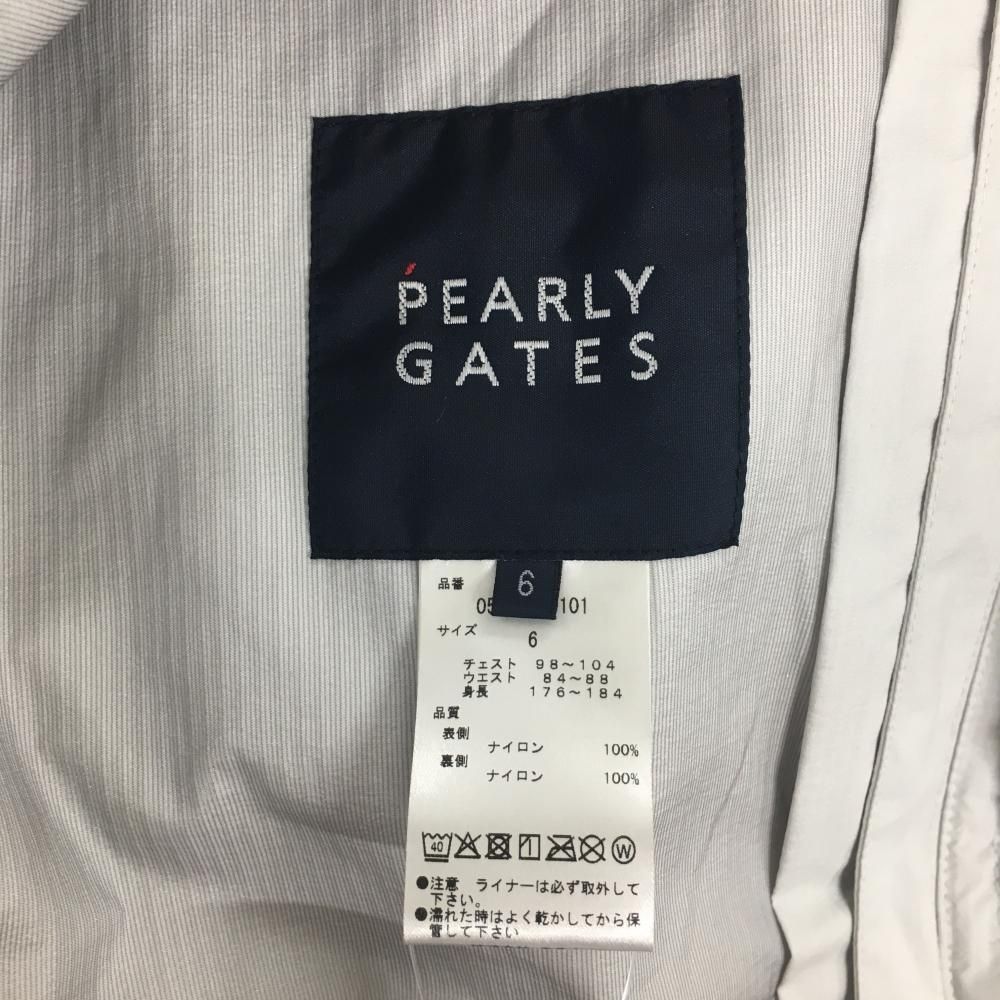 PEARLY
GATES
6
品番
05 101
サイズ
6
チェスト 98～104
ウエスト 84～88
身長 176～184
品質
表側
ナイロン 100%
裏側
ナイロン 100%
40 W
●注意 ライナーは必ず取外して
下さい。
●濡れた時はよく乾かしてから保
管して下さい